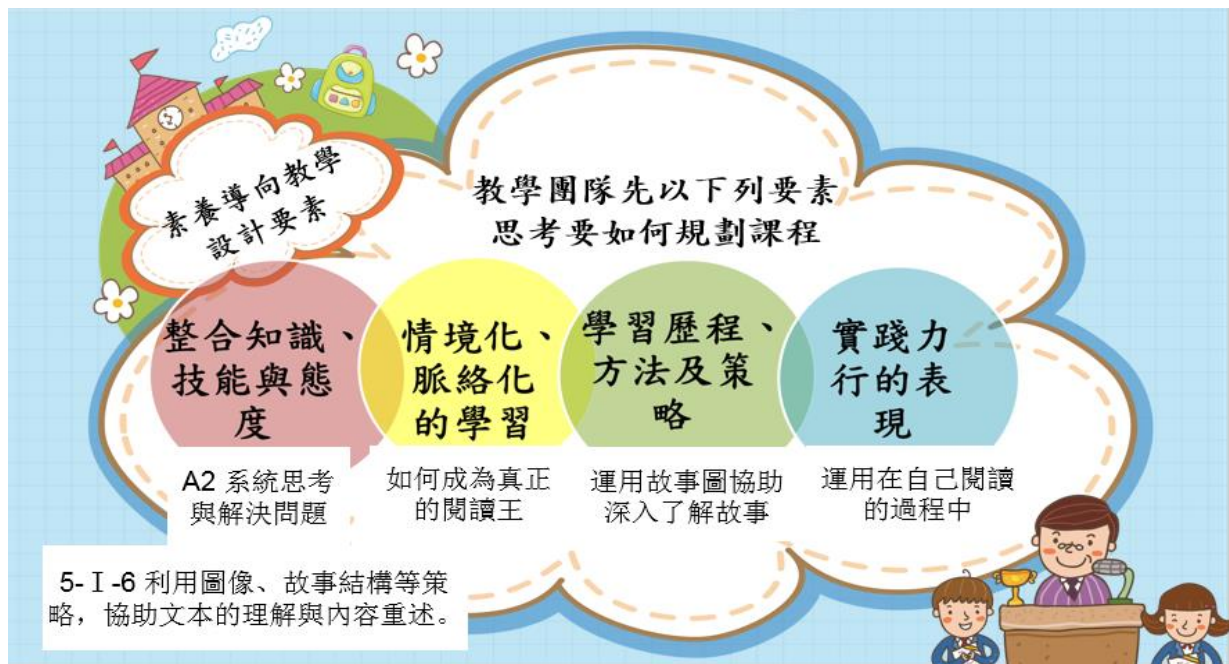 素養導向教學
設計要素
教學團隊先以下列要素
思考要如何規劃課程
整合知識、
技能與態
度
情境化、
脈絡化
的學習
學習歷程、
方法及策
略
實踐力
行的表
現
A2 系統思考
與解決問題
如何成為真正
的閱讀王
運用故事圖協助
深入了解故事
運用在自己閱讀
的過程中
5-Ⅰ-6 利用圖像、故事結構等策
略，協助文本的理解與內容重述。